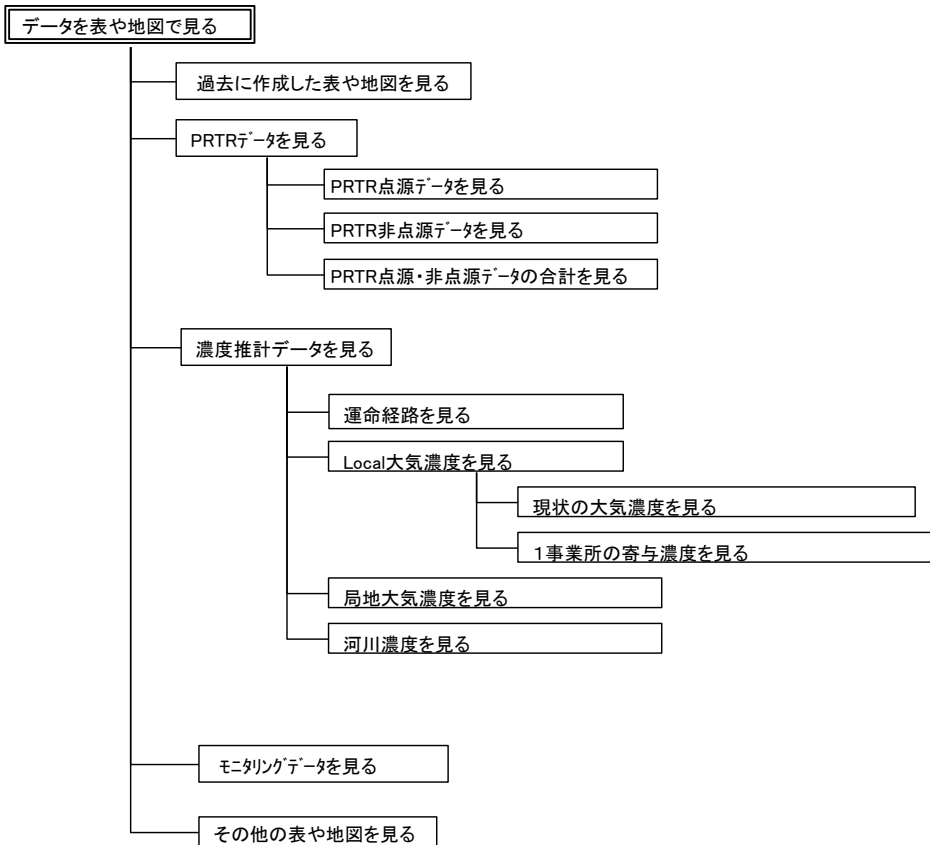 データを表や地図で見る
過去に作成した表や地図を見る
PRTRﾃﾞｰﾀを見る
PRTR点源ﾃﾞｰﾀを見る
PRTR非点源ﾃﾞｰﾀを見る
PRTR点源・非点源ﾃﾞｰﾀの合計を見る
濃度推計データを見る
運命経路を見る
Local大気濃度を見る
現状の大気濃度を見る
１事業所の寄与濃度を見る
局地大気濃度を見る
河川濃度を見る
ﾓﾆﾀﾘﾝｸﾞﾃﾞｰﾀを見る
その他の表や地図を見る